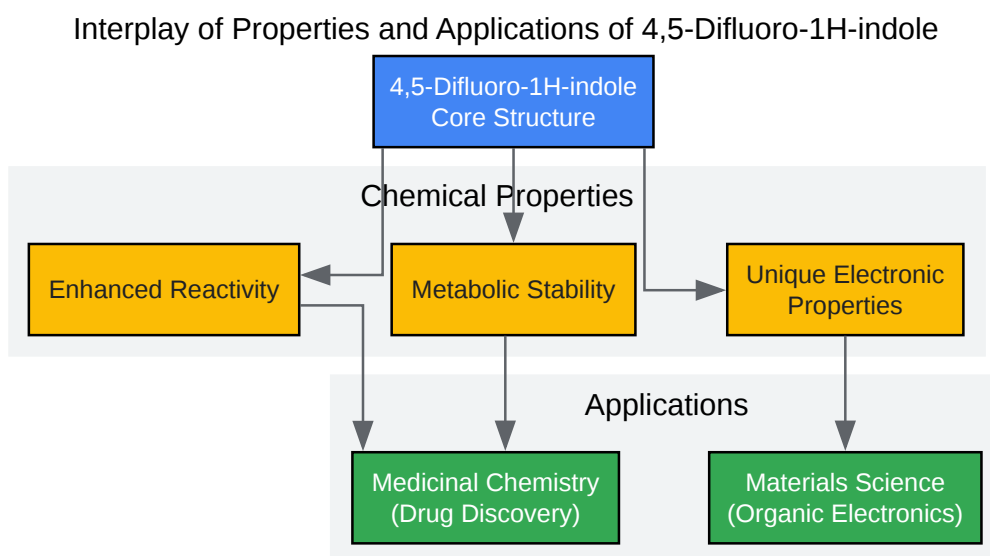 Interplay of Properties and Applications of 4,5-Difluoro-1H-indole
4,5-Difluoro-1H-indole
Core Structure
Chemical Properties
Enhanced Reactivity
Metabolic Stability
Unique Electronic
Properties
Applications
Medicinal Chemistry
(Drug Discovery)
Materials Science
(Organic Electronics)